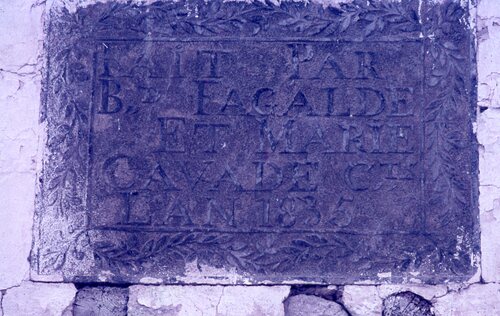 FAIT PAR
B.D FAGALDE
ET MARIE
CAVADE C
LAN 1835